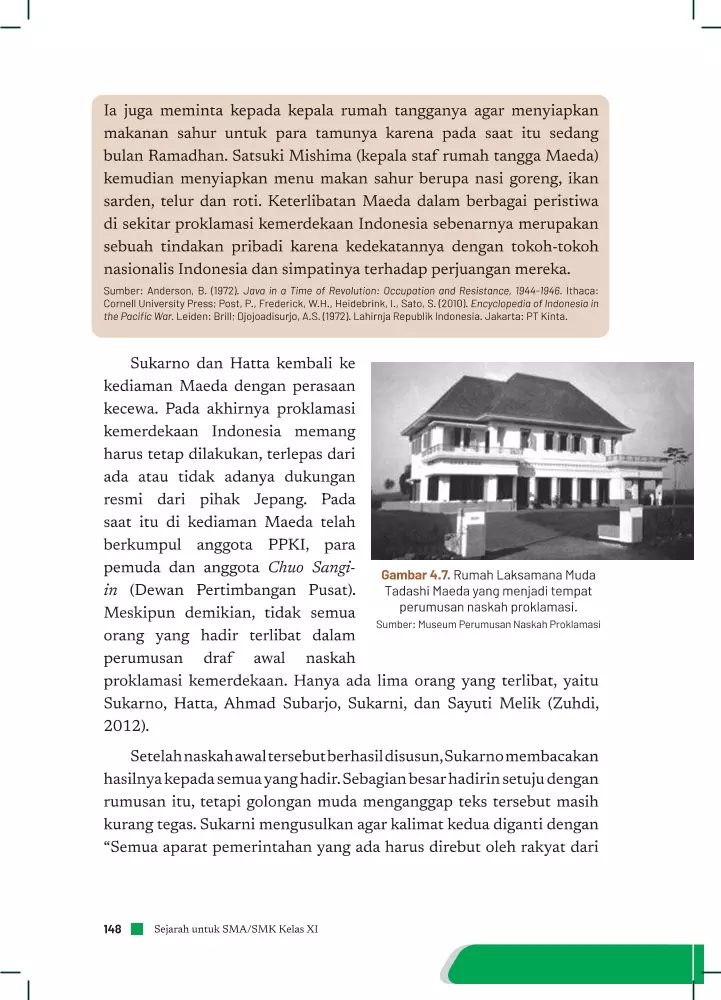 Ia juga meminta kepada kepala rumah tangganya agar menyiapkan
makanan sahur untuk para tamunya karena pada saat itu sedang
bulan Ramadhan. Satsuki Mishima (kepala staf rumah tangga Maeda)
kemudian menyiapkan menu makan sahur berupa nasi goreng, ikan
sarden, telur dan roti. Keterlibatan Maeda dalam berbagai peristiwa
di sekitar proklamasi kemerdekaan Indonesia sebenarnya merupakan
sebuah tindakan pribadi karena kedekatannya dengan tokoh-tokoh
nasionalis Indonesia dan simpatinya terhadap perjuangan mereka.
Sumber: Anderson, B. (1972). Java in a Time of Revolution: Occupation and Resistance, 1944-1946. Ithaca:
Cornell University Press; Post, P., Frederick, W.H., Heidebrink, I., Sato, S. (2010). Encyclopedia of Indonesia in
the Pacific War. Leiden: Brill; Djojoadisurjo, A.S. (1972). Lahirnja Republik Indonesia. Jakarta: PT Kinta.
Sukarno dan Hatta kembali ke
kediaman Maeda dengan perasaan
kecewa. Pada akhirnya proklamasi
kemerdekaan Indonesia memang
harus tetap dilakukan, terlepas dari
ada atau tidak adanya dukungan
resmi dari pihak Jepang. Pada
saat itu di kediaman Maeda telah
berkumpul anggota PPKI, para
pemuda dan anggota Chuo Sangi-
in (Dewan Pertimbangan Pusat).
Meskipun demikian, tidak semua
orang yang hadir terlibat dalam
perumusan draf awal naskah
proklamasi kemerdekaan. Hanya ada lima orang yang terlibat, yaitu
Sukarno, Hatta, Ahmad Subarjo, Sukarni, dan Sayuti Melik (Zuhdi,
2012).
Gambar 4.7. Rumah Laksamana Muda
Tadashi Maeda yang menjadi tempat
perumusan naskah proklamasi.
Sumber: Museum Perumusan Naskah Proklamasi
Setelah naskah awal tersebut berhasil disusun, Sukarno membacakan
hasilnya kepada semua yang hadir. Sebagian besar hadirin setuju dengan
rumusan itu, tetapi golongan muda menganggap teks tersebut masih
kurang tegas. Sukarni mengusulkan agar kalimat kedua diganti dengan
“Semua aparat pemerintahan yang ada harus direbut oleh rakyat dari
148 Sejarah untuk SMA/SMK Kelas XI